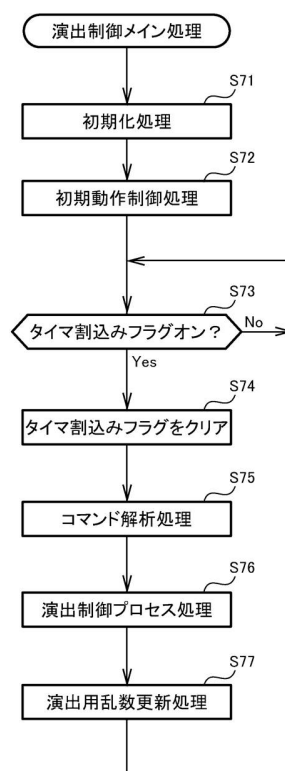 演出制御メイン処理
S71
初期化処理
S72
初期動作制御処理
S73
タイマ割込みフラグオン？
No
Yes
S74
タイマ割込みフラグをクリア
S75
コマンド解析処理
S76
演出制御プロセス処理
S77
演出用乱数更新処理